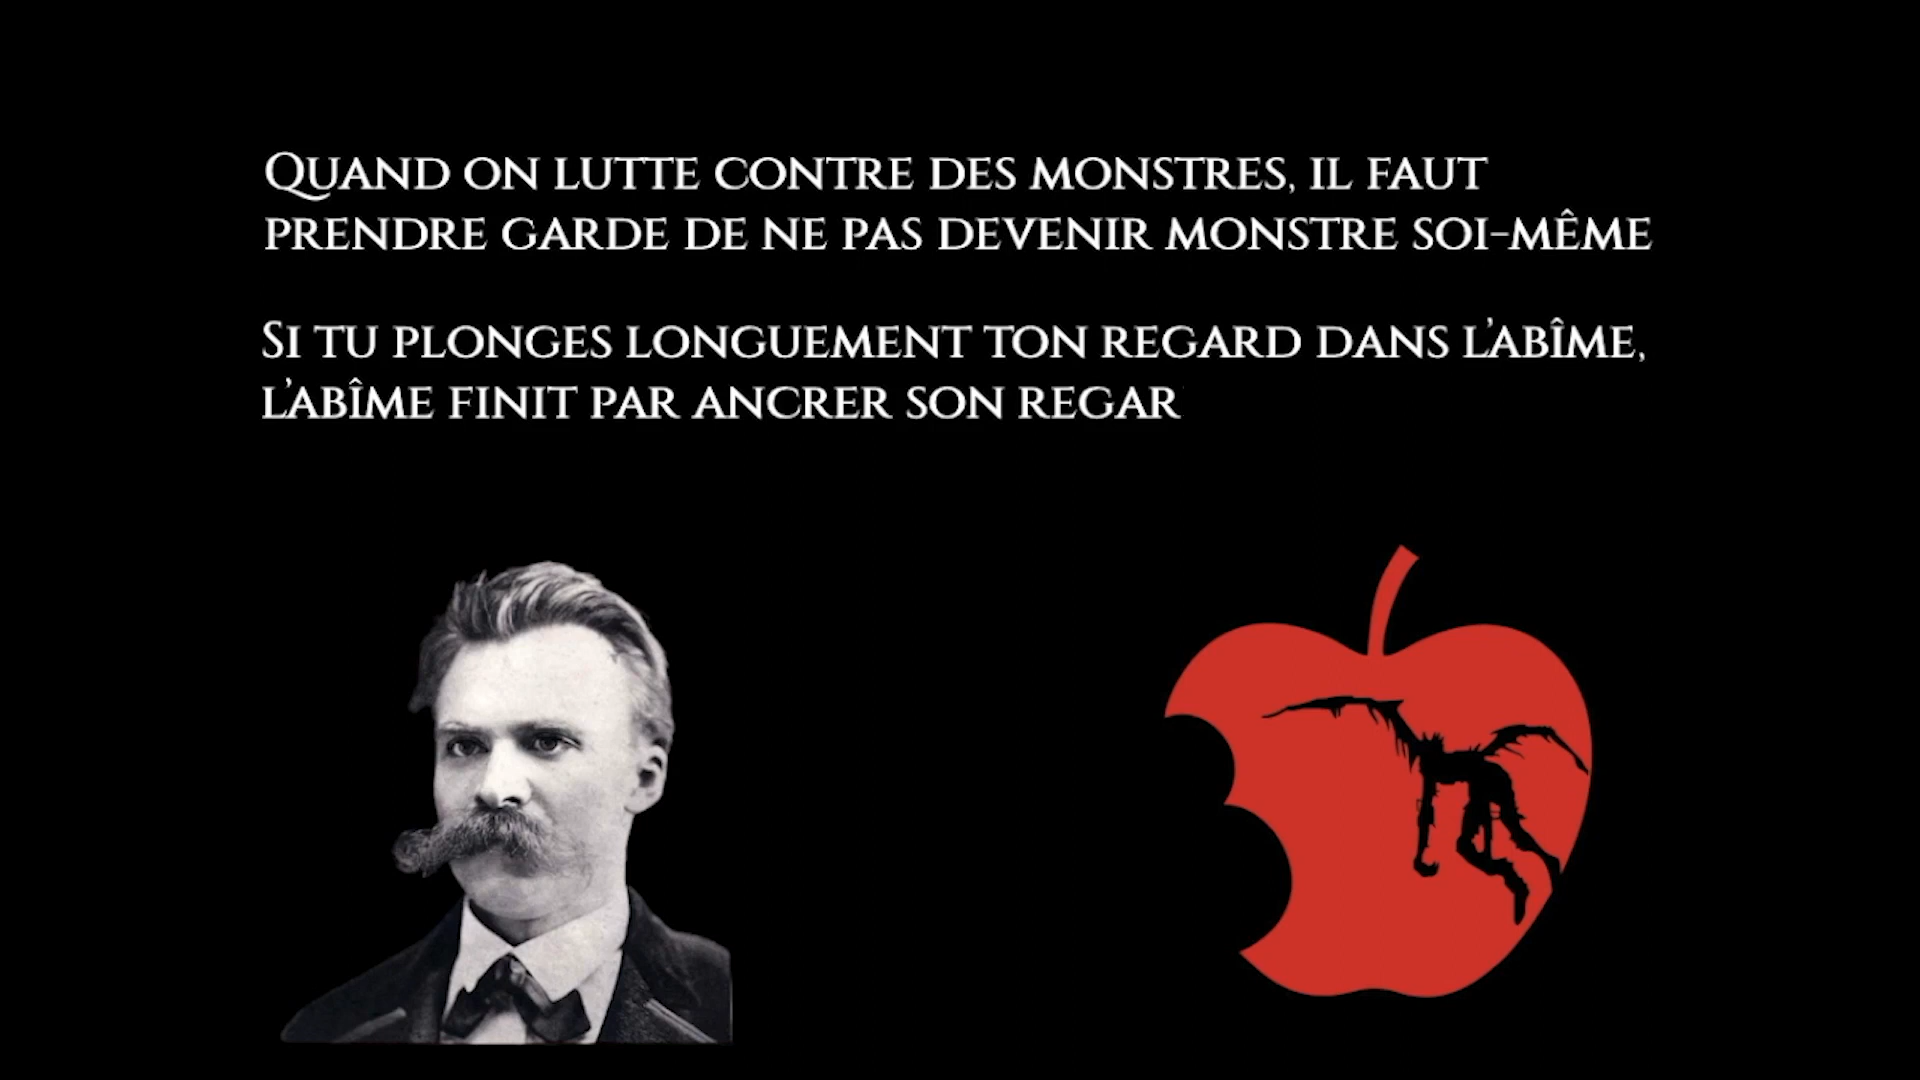 Quand on lutte contre des monstres, il faut
prendre garde de ne pas devenir monstre soi-même
Si tu plonges longuement ton regard dans l'abîme,
l'abîme finit par ancrer son regar